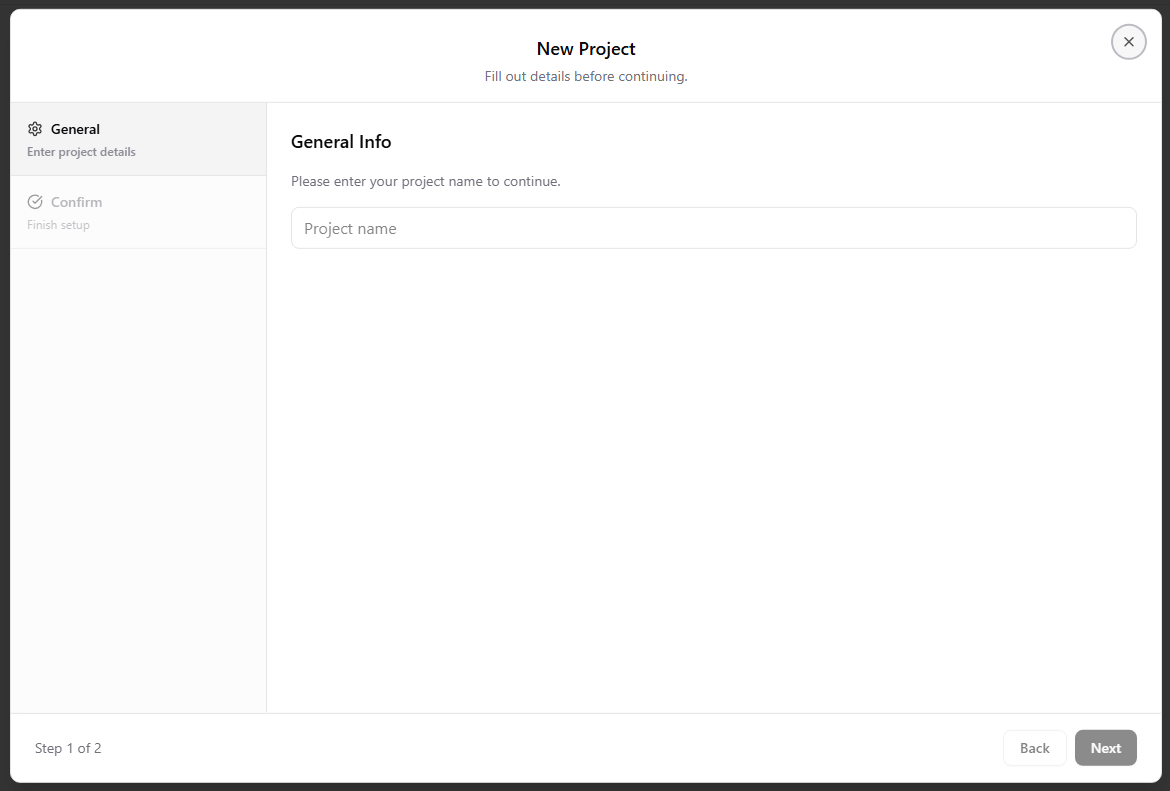 New Project
Fill out details before continuing.
General
Enter project details
Confirm
Finish setup
General Info
Please enter your project name to continue.
Project name
Step 1 of 2
Back
Next